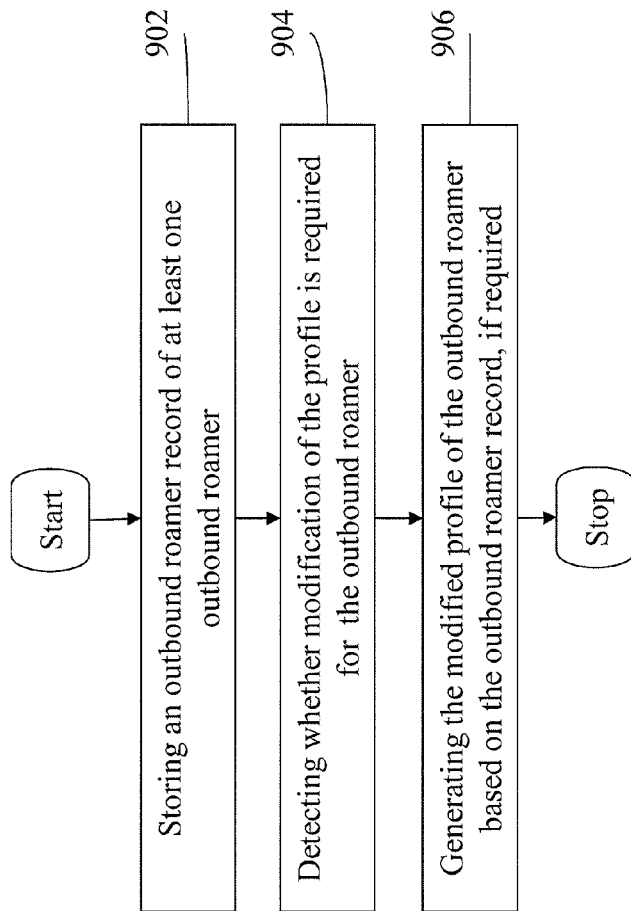 Start
Storing an outbound roamer record of at least one
outbound roamer
902
Detecting whether modification of the profile is required
for the outbound roamer
904
Generating the modified profile of the outbound roamer
based on the outbound roamer record, if required
906
Stop